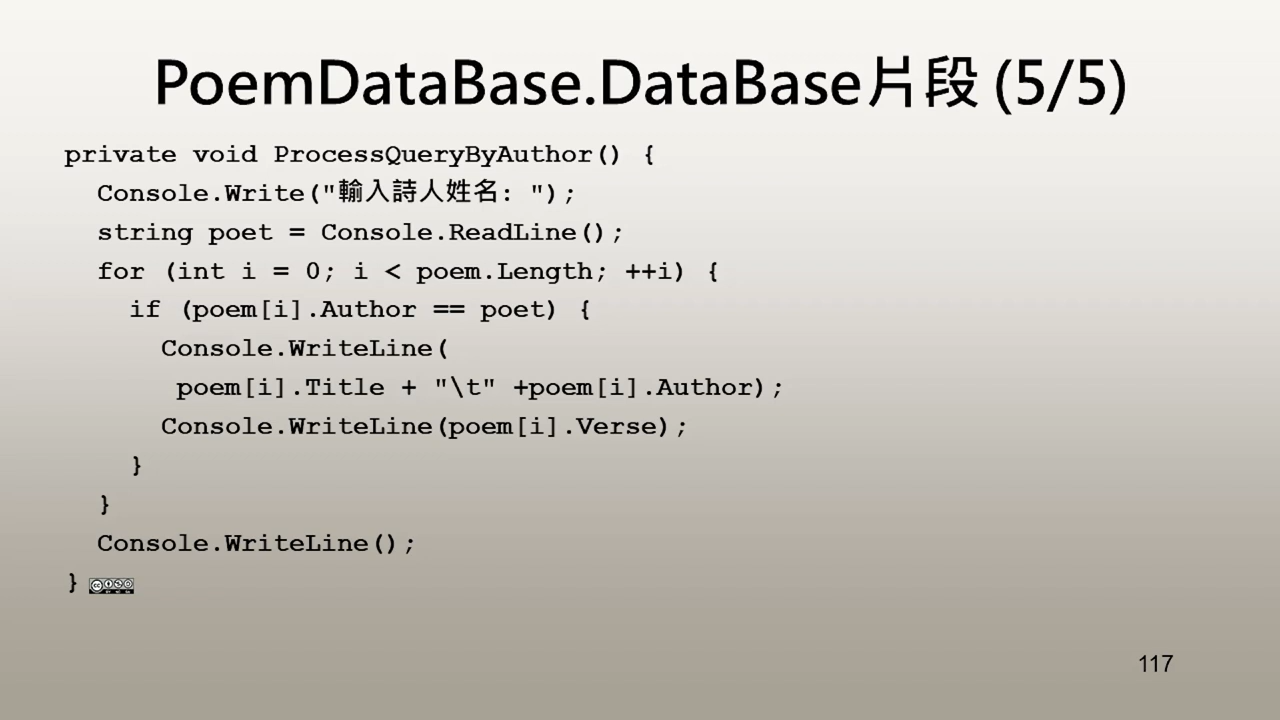 PoemDataBase.DataBase片段 (5/5)
private void ProcessQueryByAuthor() {
Console.Write("輸入詩人姓名: ");
string poet = Console.ReadLine();
for (int i = 0; i < poem.Length; ++i) {
if (poem[i].Author == poet) {
Console.WriteLine(
poem[i].Title + "\t" +poem[i].Author);
Console.WriteLine(poem[i].Verse);
}
}
Console.WriteLine();
}
117